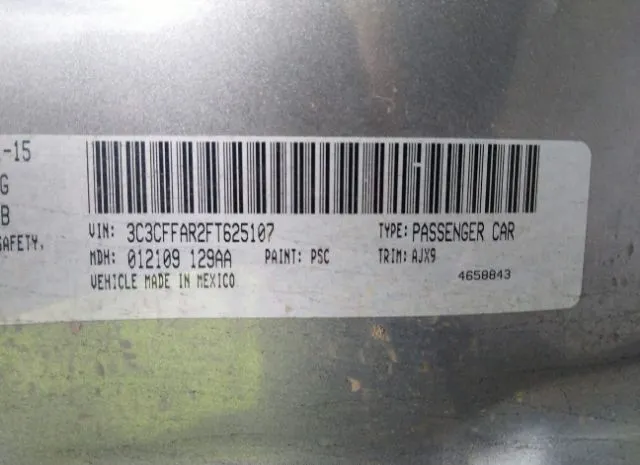 -15
G
B
SAFETY,
VIN: 3C3CFFAR2FT625107 TYPE: PASSENGER CAR
MDH: 012109 129AA PAINT: PSC TRIM: AJX9
VEHICLE MADE IN MEXICO
4658843